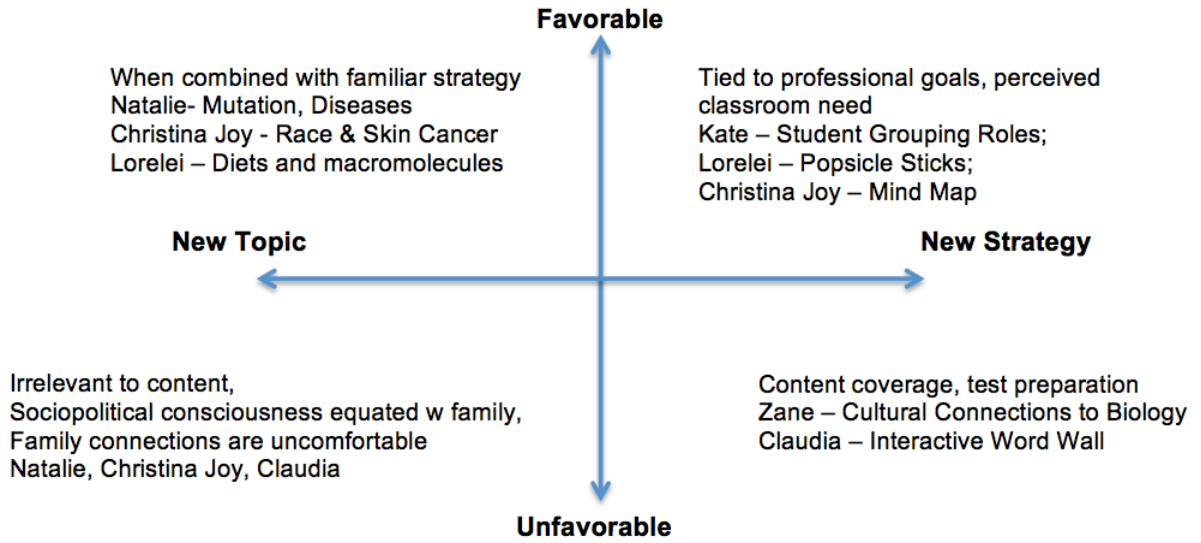 Favorable
When combined with familiar strategy
Natalie- Mutation, Diseases
Christina Joy - Race & Skin Cancer
Lorelei – Diets and macromolecules
Tied to professional goals, perceived
classroom need
Kate – Student Grouping Roles;
Lorelei – Popsicle Sticks;
Christina Joy – Mind Map
New Topic
New Strategy
Irrelevant to content,
Sociopolitical consciousness equated w family,
Family connections are uncomfortable
Natalie, Christina Joy, Claudia
Content coverage, test preparation
Zane – Cultural Connections to Biology
Claudia – Interactive Word Wall
Unfavorable